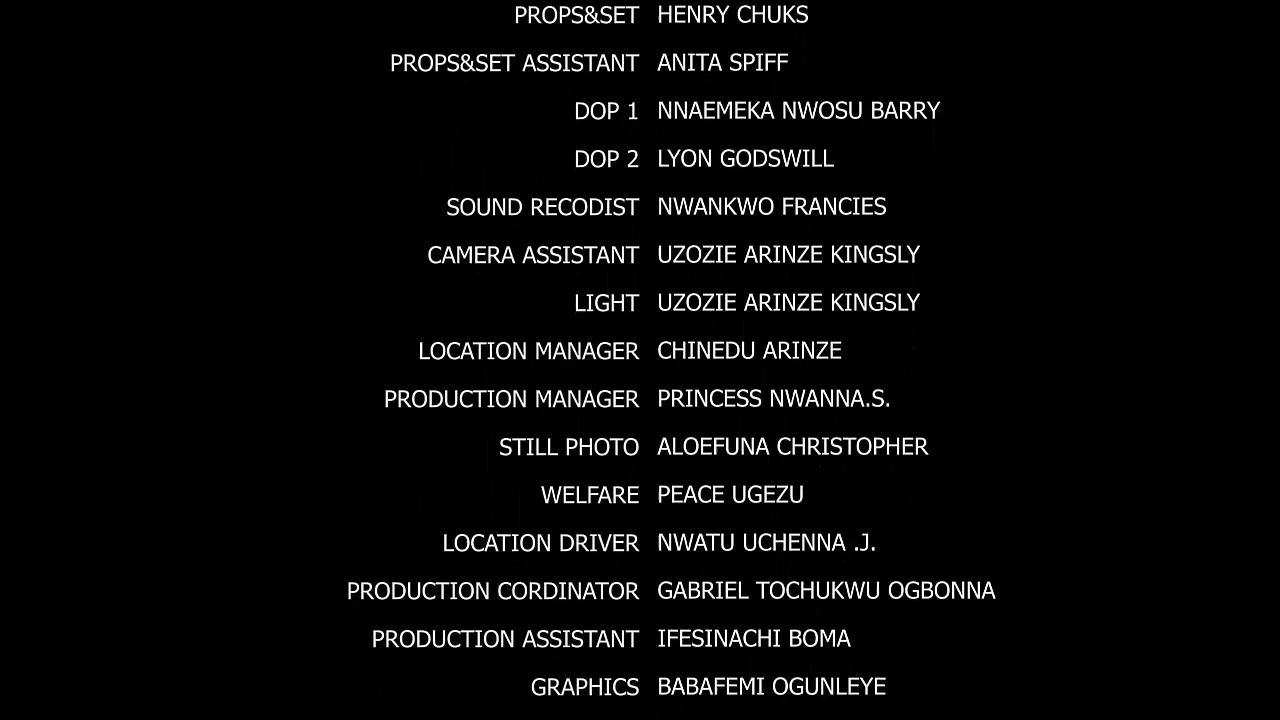 PROPS&SET HENRY CHUKS
PROPS&SET ASSISTANT ANITA SPIFF
DOP 1 NNAEMEKA NWOSU BARRY
DOP 2 LYON GODSWILL
SOUND RECODIST NWANKWO FRANCIES
CAMERA ASSISTANT UZOZIE ARINZE KINGSLY
LIGHT UZOZIE ARINZE KINGSLY
LOCATION MANAGER CHINEDU ARINZE
PRODUCTION MANAGER PRINCESS NWANNA.S.
STILL PHOTO ALOEFUNA CHRISTOPHER
WELFARE PEACE UGEZU
LOCATION DRIVER NWATU UCHENNA .J.
PRODUCTION CORDINATOR GABRIEL TOCHUKWU OGBONNA
PRODUCTION ASSISTANT IFESINACHI BOMA
GRAPHICS BABAFEMI OGUNLEYE